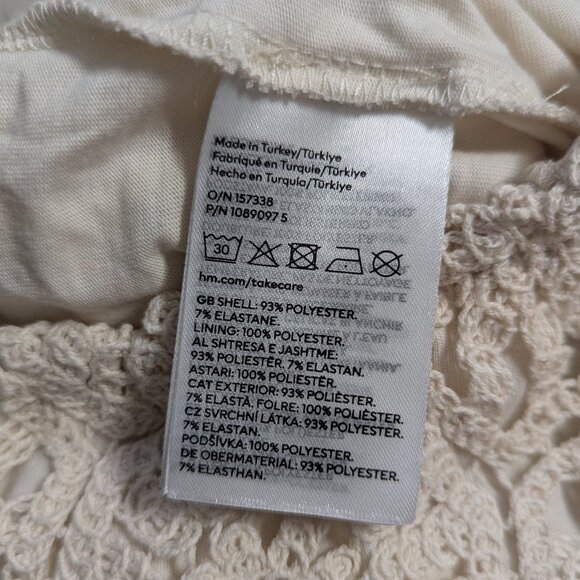 Made in Turkey/Türkiye
Fabriqué en Turquie/Türkiye
Hecho en Turquía/Türkiye
O/N 157338
P/N 1089097 5
30
hm.com/takecare
GB SHELL: 93% POLYESTER.
7% ELASTANE.
LINING: 100% POLYESTER.
AL SHTRESA E JASHTME:
93% POLIESTËR. 7% ELASTAN.
ASTARI: 100% POLIESTËR.
CAT EXTERIOR: 93% POLIÈSTER.
7% ELASTÀ. FOLRE: 100% POLIÈSTER.
CZ SVRCHNÍ LÁTKA: 93% POLYESTER.
7% ELASTAN.
PODŠÍVKA: 100% POLYESTER.
DE OBERMATERIAL: 93% POLYESTER.
7% ELASTHAN.